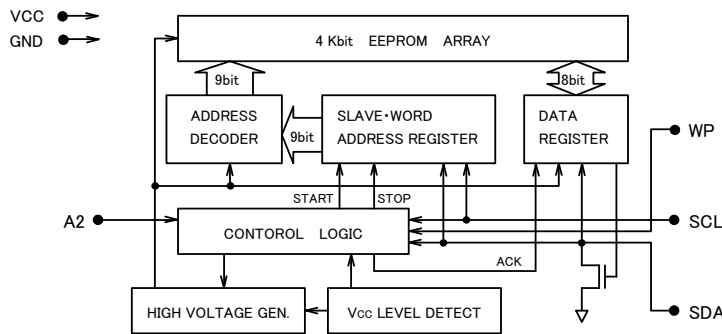 VCC
GND
4 Kbit EEPROM ARRAY
9bit
8bit
ADDRESS
DECODER
9bit
SLAVE・WORD
ADDRESS REGISTER
DATA
REGISTER
WP
START
STOP
A2
CONTOROL LOGIC
SCL
ACK
HIGH VOLTAGE GEN.
Vcc LEVEL DETECT
SDA